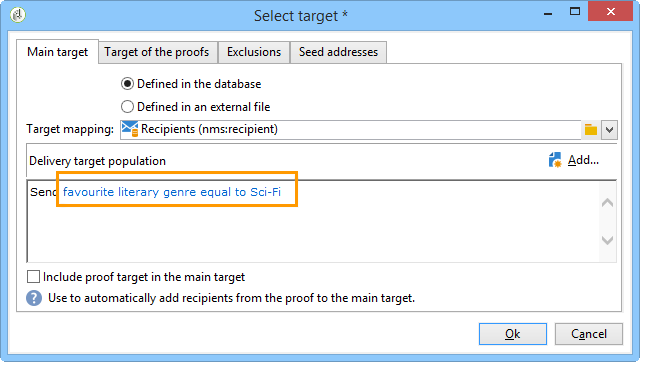 Select target *
Main target Target of the proofs Exclusions Seed addresses
Defined in the database
Defined in an external file
Target mapping: Recipients (nms:recipient)
Delivery target population Add...
Send favourite literary genre equal to Sci-Fi
Include proof target in the main target
? Use to automatically add recipients from the proof to the main target.
Ok Cancel